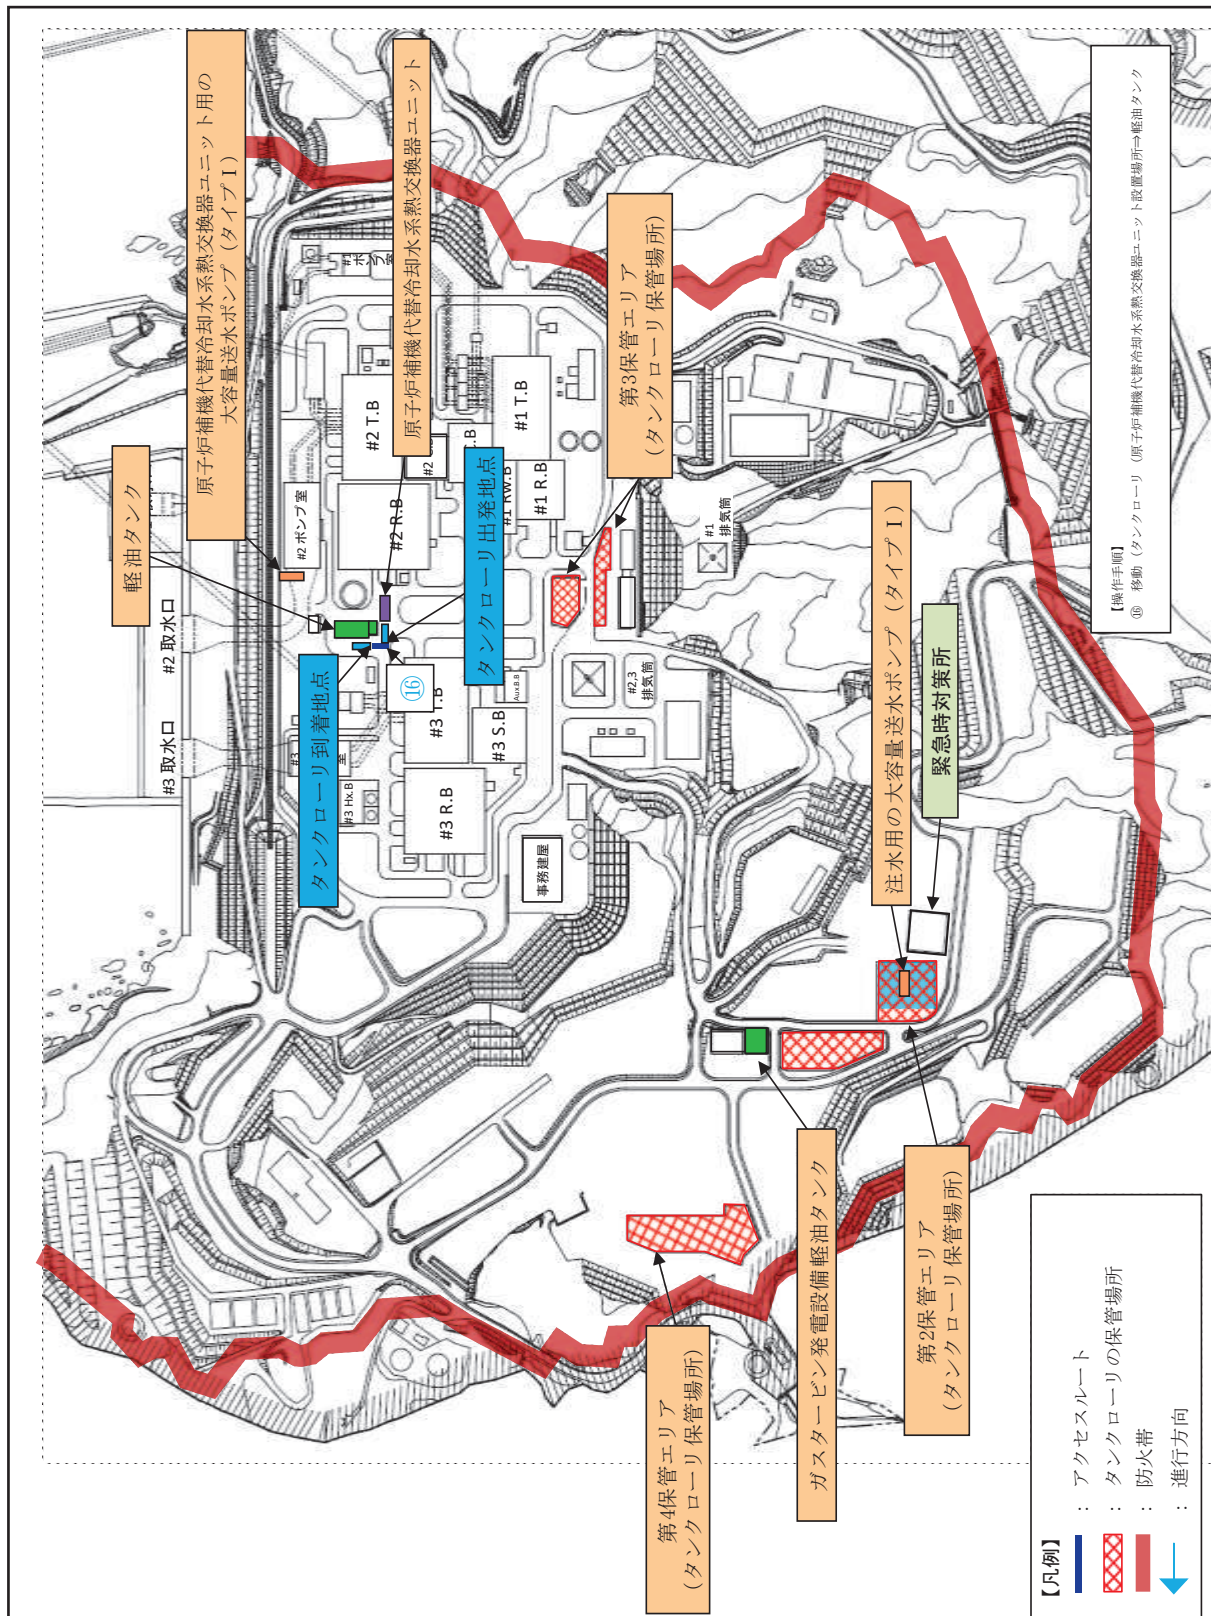 原子炉補機代替冷却水系熱交換器ユニット用の
大容量送水ポンプ（タイプⅠ）
原子炉補機代替冷却水系熱交換器ユニット
軽油タンク
タンクローリ出発地点
タンクローリ到着地点
⑯
第3保管エリア
（タンクローリ保管場所）
注水用の大容量送水ポンプ（タイプⅠ）
緊急時対策所
第2保管エリア
（タンクローリ保管場所）
ガスタービン発電設備軽油タンク
第4保管エリア
（タンクローリ保管場所）
#2 取水口
#3 取水口
#2 ポンプ室
#1
ポンプ
室
#2 T.B
#2 R.B
#1 T.B
#1 R.B
#1 Rw.B
#3 T.B
#3 S.B
#3 R.B
#3 Hx.B
Aux.B.B
#1
排気筒
#2,3
排気筒
事務建屋
【操作手順】
⑯ 移動（タンクローリ（原子炉補機代替冷却水系熱交換器ユニット設置場所⇒軽油タンク
【凡例】
：アクセスルート
：タンクローリの保管場所
：防火帯
：進行方向